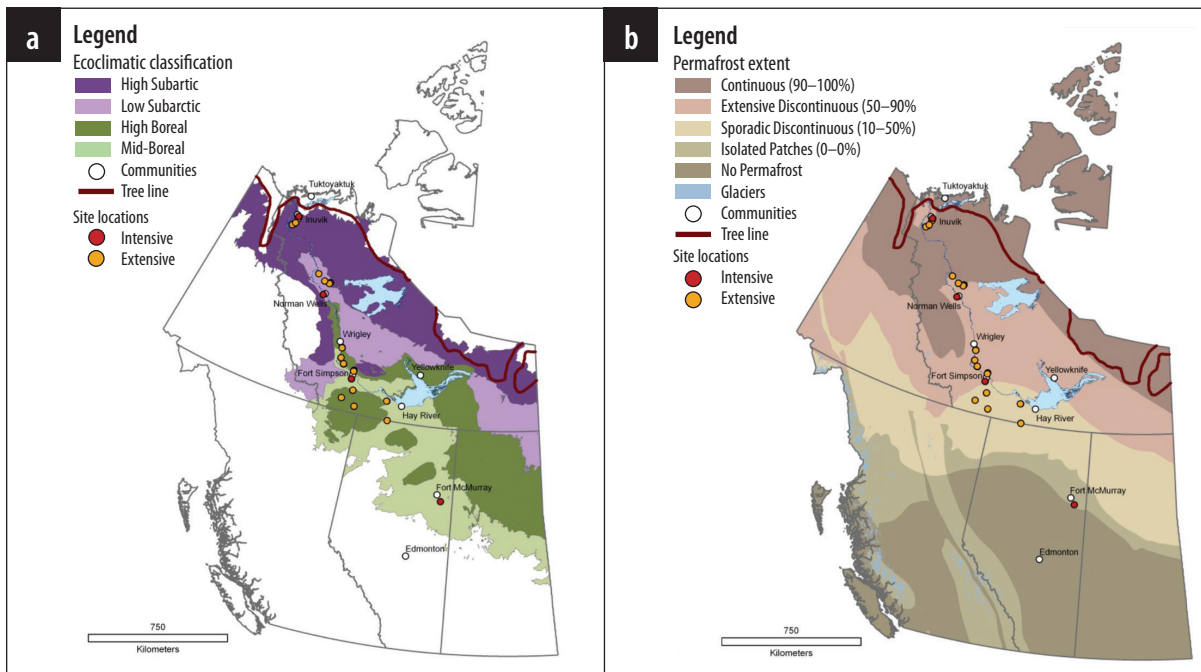 a
Legend
Ecoclimatic classification
High Subartic
Low Subarctic
High Boreal
Mid-Boreal
Communities
Tree line
Site locations
Intensive
Extensive
Tuktoyaktuk
Inuvik
Norman Wells
Wrigley
Yellowknife
Fort Simpson
Hay River
Fort McMurray
Edmonton
750
Kilometers
b
Legend
Permafrost extent
Continuous (90–100%)
Extensive Discontinuous (50–90%
Sporadic Discontinuous (10–50%)
Isolated Patches (0–0%)
No Permafrost
Glaciers
Communities
Tree line
Site locations
Intensive
Extensive
Tuktoyaktuk
Inuvik
Norman Wells
Wrigley
Yellowknife
Fort Simpson
Hay River
Fort McMurray
Edmonton
750
Kilometers